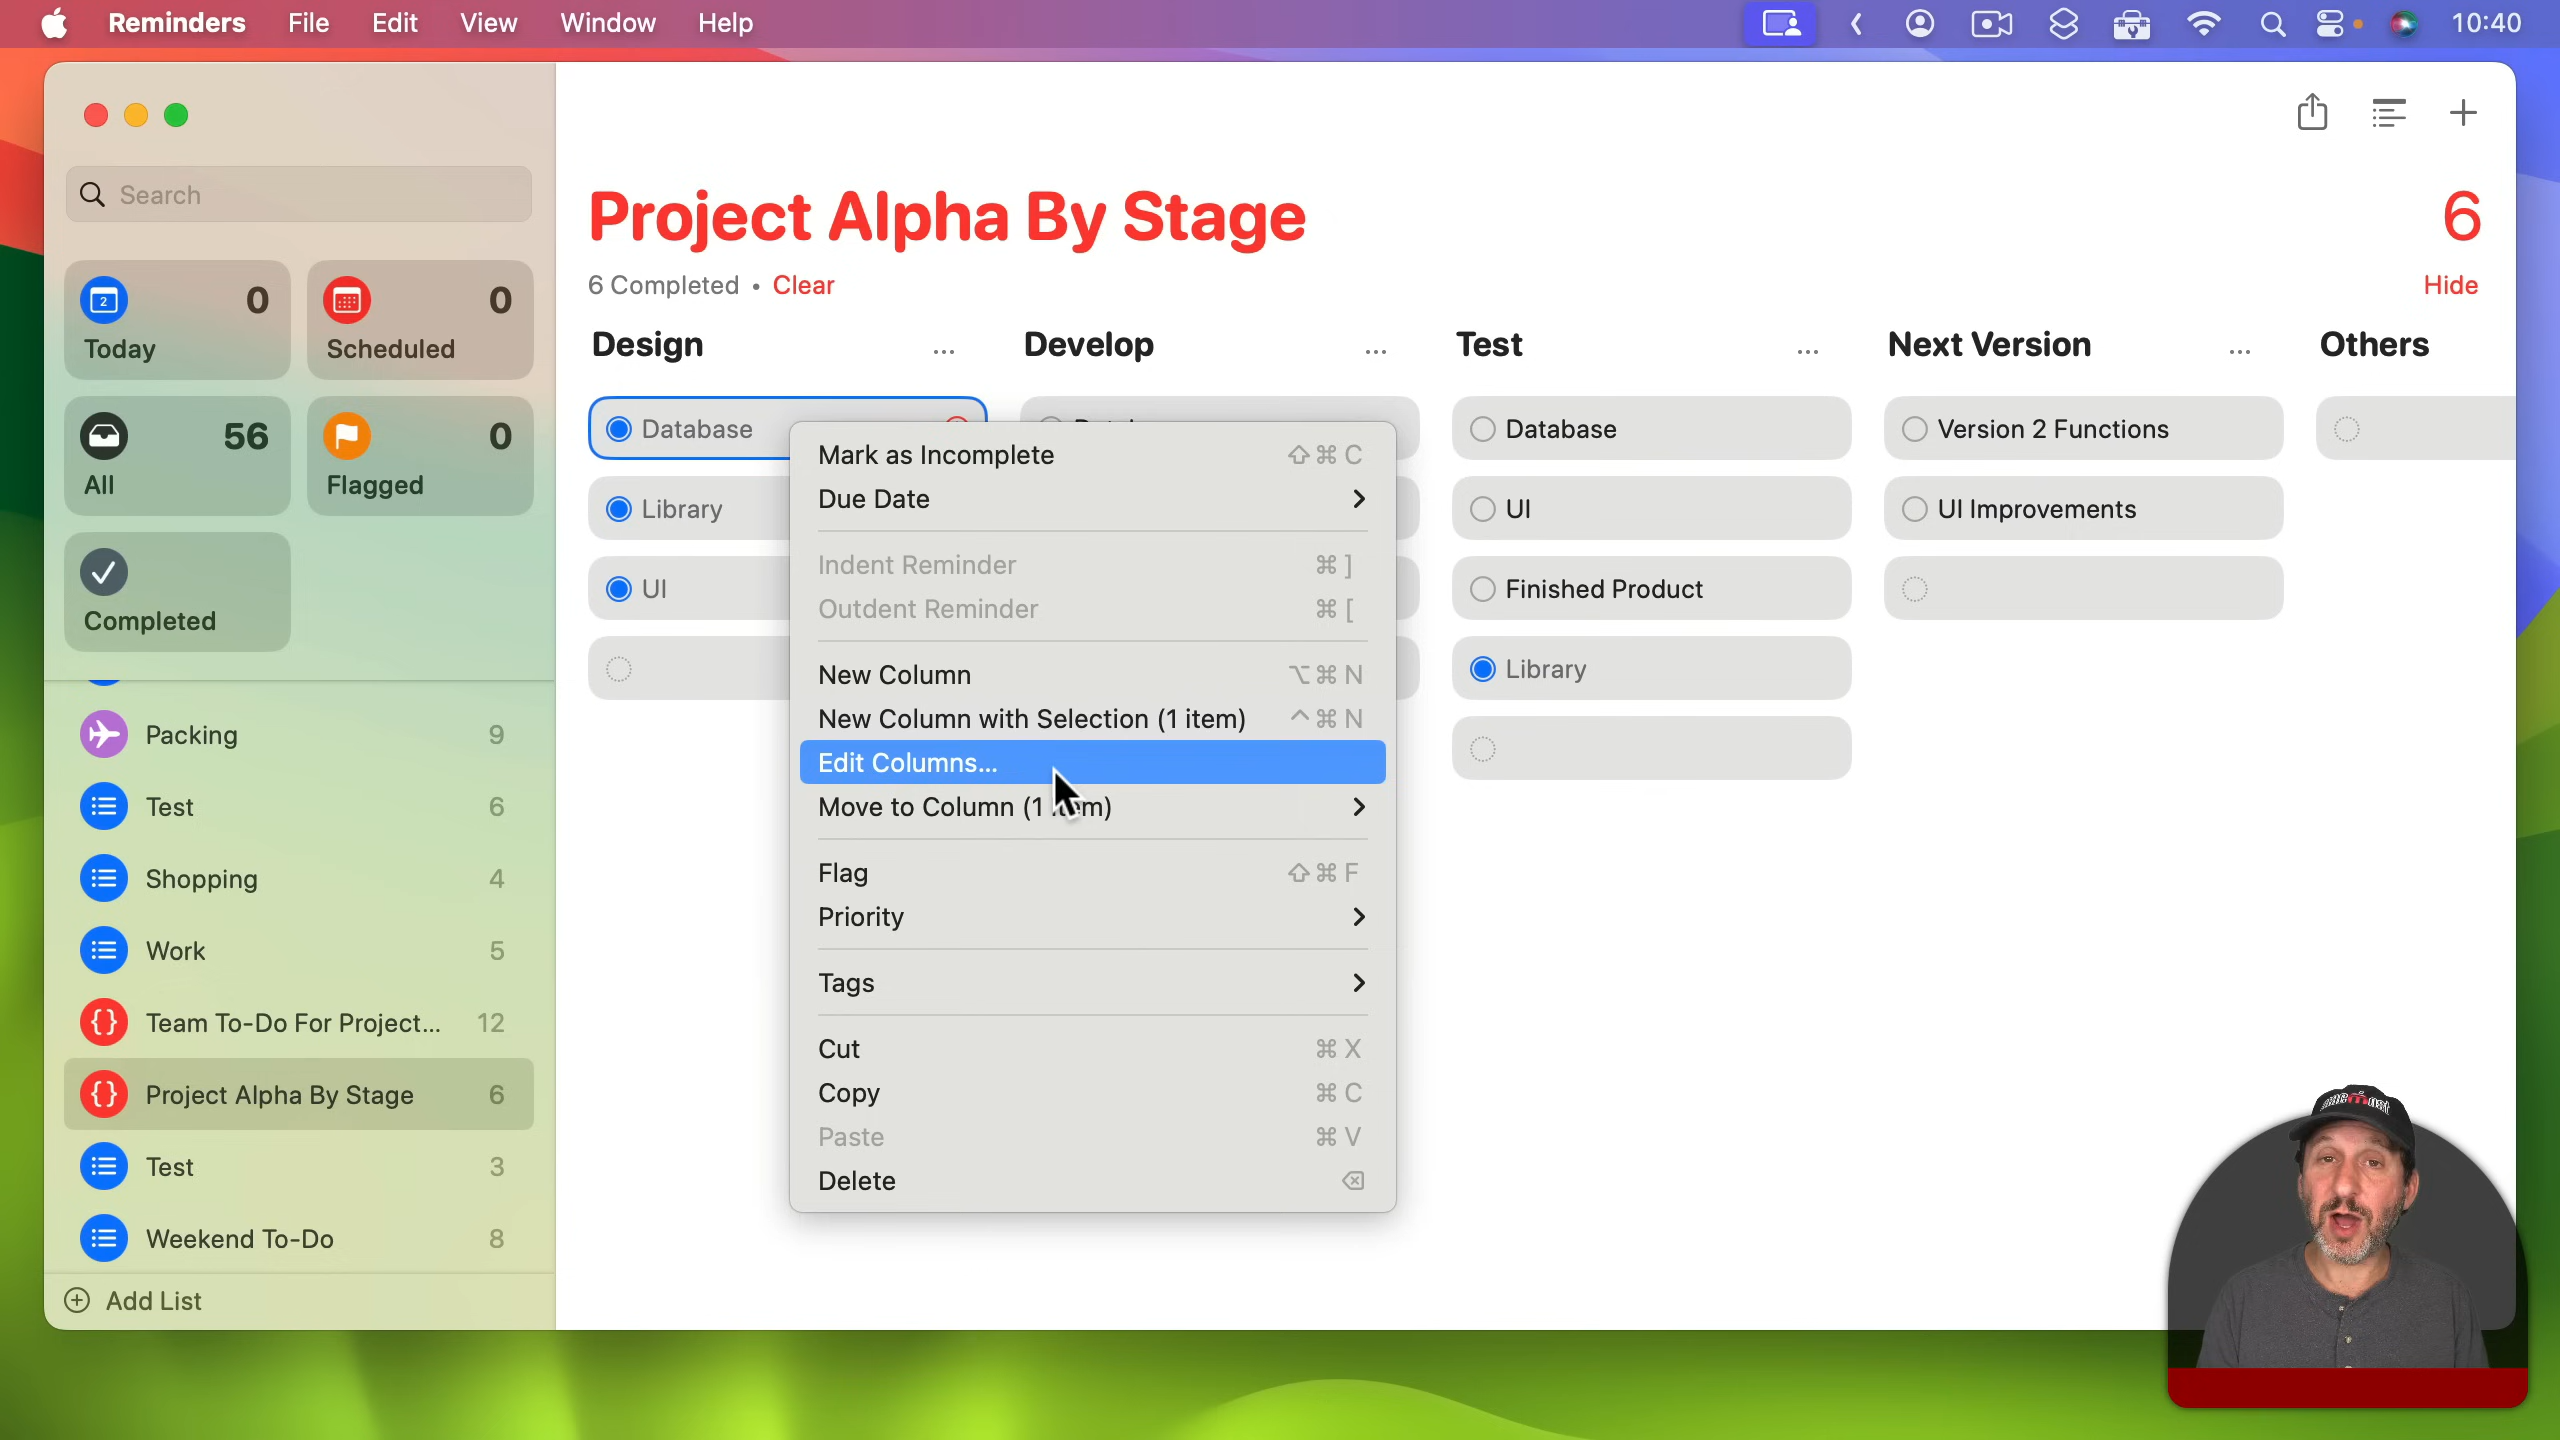 Reminders File Edit View Window Help 10:40
Search
2
0
Today
0
Scheduled
56
All
0
Flagged
Completed
Packing 9
Test 6
Shopping 4
Work 5
Team To-Do For Project... 12
Project Alpha By Stage 6
Test 3
Weekend To-Do 8
Add List
Project Alpha By Stage 6
6 Completed • Clear Hide
Design ...
Database
Library
UI
Develop ...
Test ...
Database
UI
Finished Product
Library
Next Version ...
Version 2 Functions
UI Improvements
Others
Mark as Incomplete ⇧⌘C
Due Date
Indent Reminder ⌘]
Outdent Reminder ⌘[
New Column ⌥⌘N
New Column with Selection (1 item) ^⌘N
Edit Columns...
Move to Column (1 item)
Flag ⇧⌘F
Priority
Tags
Cut ⌘X
Copy ⌘C
Paste ⌘V
Delete